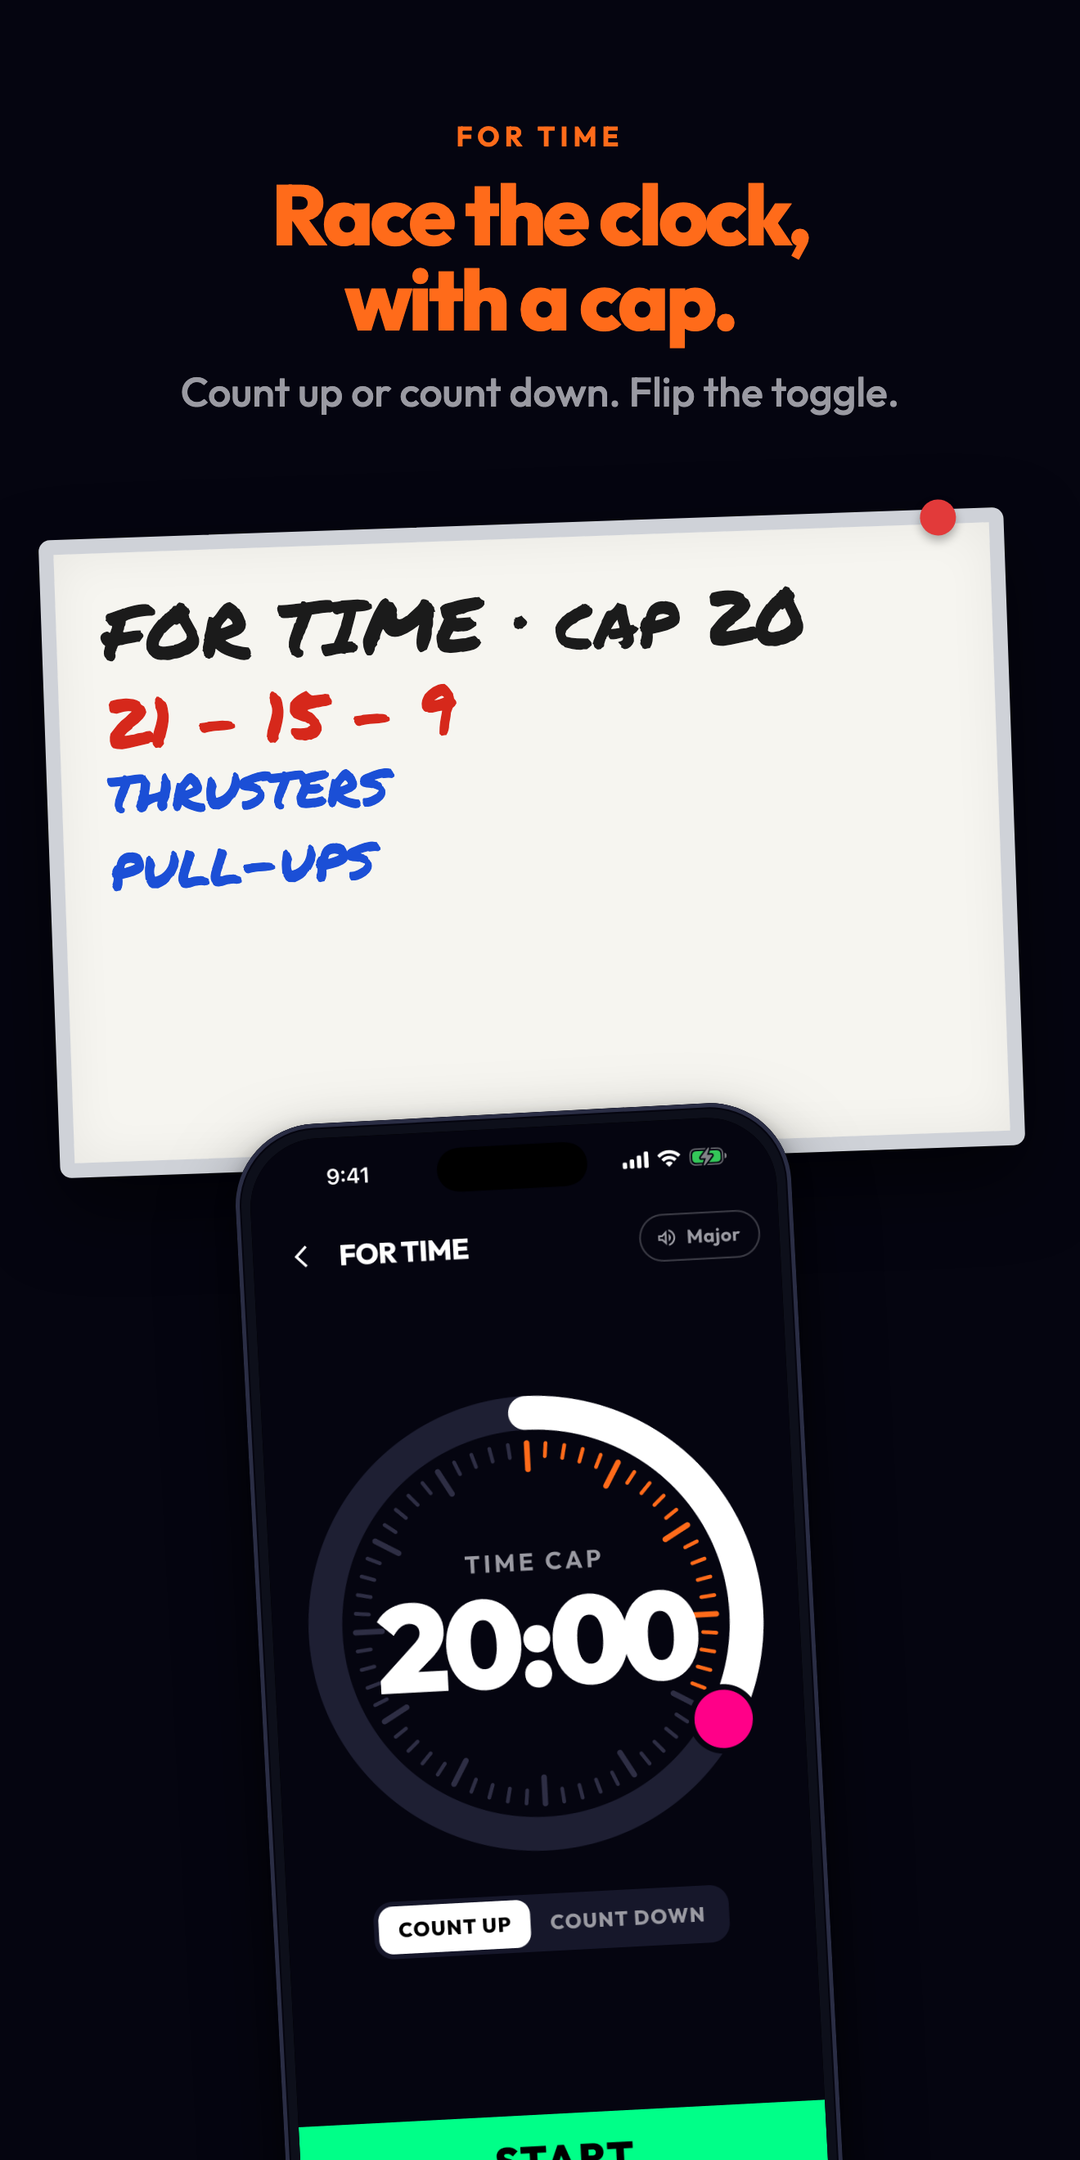 FOR TIME
Race the clock,
with a cap.
Count up or count down. Flip the toggle.
FOR TIME · CAP 20
21 - 15 - 9
THRUSTERS
PULL-UPS
9:41
FOR TIME
Major
TIME CAP
20:00
COUNT UP
COUNT DOWN
START